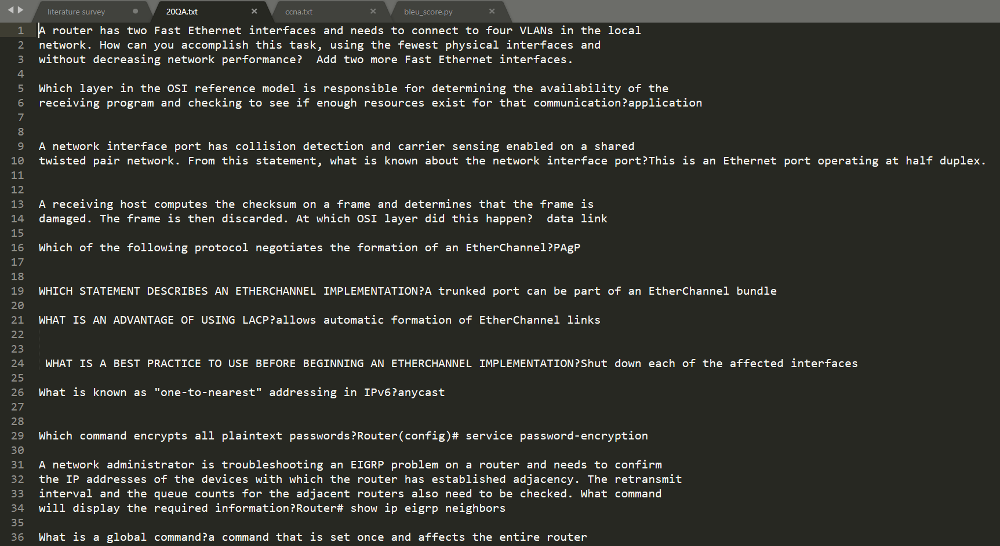 literature survey
20QA.txt
ccna.txt
bleu_score.py
1 A router has two Fast Ethernet interfaces and needs to connect to four VLANs in the local
2 network. How can you accomplish this task, using the fewest physical interfaces and
3 without decreasing network performance?  Add two more Fast Ethernet interfaces.
4
5 Which layer in the OSI reference model is responsible for determining the availability of the
6 receiving program and checking to see if enough resources exist for that communication?application
7
8
9 A network interface port has collision detection and carrier sensing enabled on a shared
10 twisted pair network. From this statement, what is known about the network interface port?This is an Ethernet port operating at half duplex.
11
12
13 A receiving host computes the checksum on a frame and determines that the frame is
14 damaged. The frame is then discarded. At which OSI layer did this happen?  data link
15
16 Which of the following protocol negotiates the formation of an EtherChannel?PAgP
17
18
19 WHICH STATEMENT DESCRIBES AN ETHERCHANNEL IMPLEMENTATION?A trunked port can be part of an EtherChannel bundle
20
21 WHAT IS AN ADVANTAGE OF USING LACP?allows automatic formation of EtherChannel links
22
23
24 WHAT IS A BEST PRACTICE TO USE BEFORE BEGINNING AN ETHERCHANNEL IMPLEMENTATION?Shut down each of the affected interfaces
25
26 What is known as "one-to-nearest" addressing in IPv6?anycast
27
28
29 Which command encrypts all plaintext passwords?Router(config)# service password-encryption
30
31 A network administrator is troubleshooting an EIGRP problem on a router and needs to confirm
32 the IP addresses of the devices with which the router has established adjacency. The retransmit
33 interval and the queue counts for the adjacent routers also need to be checked. What command
34 will display the required information?Router# show ip eigrp neighbors
35
36 What is a global command?a command that is set once and affects the entire router